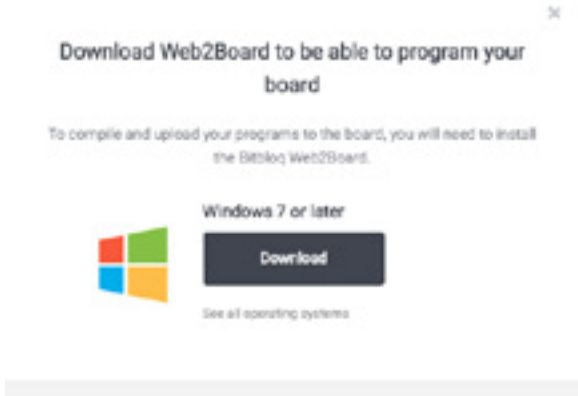 Download Web2Board to be able to program your
board
To compile and upload your programs to the board, you will need to install
the Bitbloq Web2Board.
Windows 7 or later
Download
See all operating systems